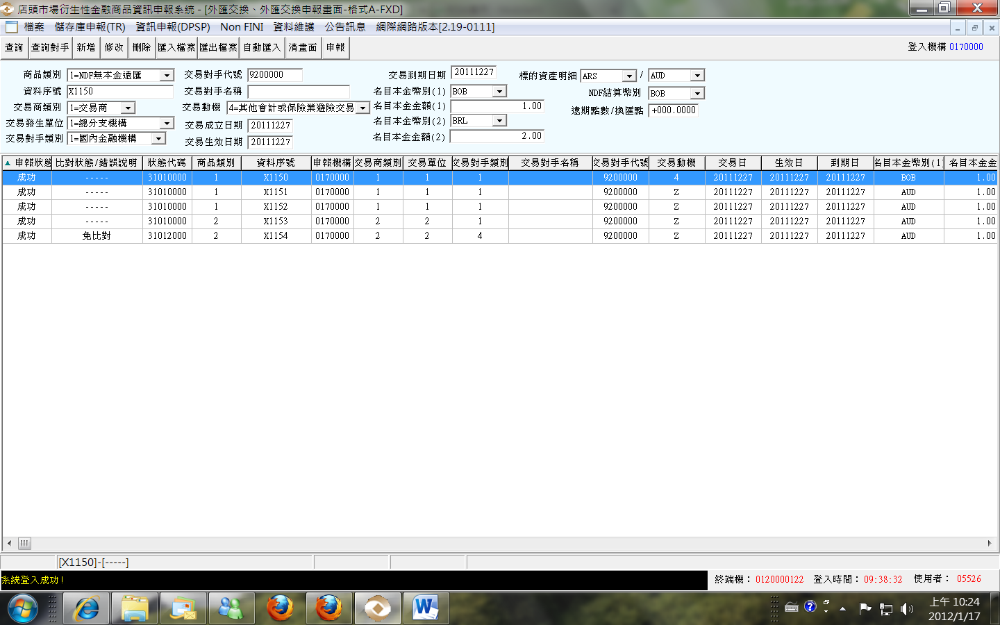 店頭市場衍生性金融商品資訊申報系統 - [外匯交換、外匯交換申報畫面-格式A-FXD]
檔案 儲存庫申報(TR) 資訊申報(DPSP) Non FINI 資料維護 公告訊息 網際網路版本[2.19-0111]
查詢 查詢對手 新增 修改 刪除 匯入檔案 匯出檔案 自動匯入 清畫面 申報 登入機構 0170000
商品類別 1=NDF無本金遠匯 交易對手代號 9200000 交易到期日期 20111227 標的資產明細 ARS / AUD
資料序號 X1150 交易對手名稱 名目本金幣別(1) BOB NDF結算幣別 BOB
交易商類別 1=交易商 交易動機 4=其他會計或保險業避險交易 名目本金金額(1) 1.00 遠期點數/換匯點 +000.0000
交易發生單位 1=總分支機構 交易成立日期 20111227 名目本金幣別(2) BRL
交易對手類別 1=國內金融機構 交易生效日期 20111227 名目本金金額(2) 2.00
申報狀態 比對狀態/錯誤說明 狀態代碼 商品類別 資料序號 申報機構 交易商類別 交易單位 交易對手類別 交易對手名稱 交易對手代號 交易動機 交易日 生效日 到期日 名目本金幣別(1) 名目本金金
成功 ----- 31010000 1 X1150 0170000 1 1 1 9200000 4 20111227 20111227 20111227 BOB 1.00
成功 ----- 31010000 1 X1151 0170000 1 1 1 9200000 Z 20111227 20111227 20111227 AUD 1.00
成功 ----- 31010000 1 X1152 0170000 1 1 1 9200000 Z 20111227 20111227 20111227 AUD 1.00
成功 ----- 31010000 2 X1153 0170000 2 2 1 9200000 Z 20111227 20111227 20111227 AUD 1.00
成功 免比對 31012000 2 X1154 0170000 2 2 4 9200000 Z 20111227 20111227 20111227 AUD 1.00
[X1150]-[-----]
系統登入成功! 終端機： 0120000122 登入時間： 09:38:32 使用者： 05526
上午 10:24
2012/1/17